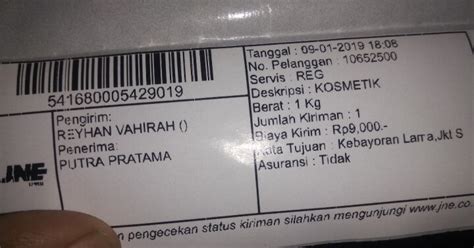 541680005429019
Pengirim:
REYHAN VAHIRAH ()
Penerima:
PUTRA PRATAMA
JNE
Tanggal : 09-01-2019 18:08
No. Pelanggan : 10652500
Servis : REG
Deskripsi : KOSMETIK
Berat : 1 Kg
Jumlah Kiriman : 1
Biaya Kirim : Rp9,000.-
Kota Tujuan : Kebayoran Lama,Jkt S
Asuransi : Tidak
pengecekan status kiriman silahkan mengunjungi www.jne.co.